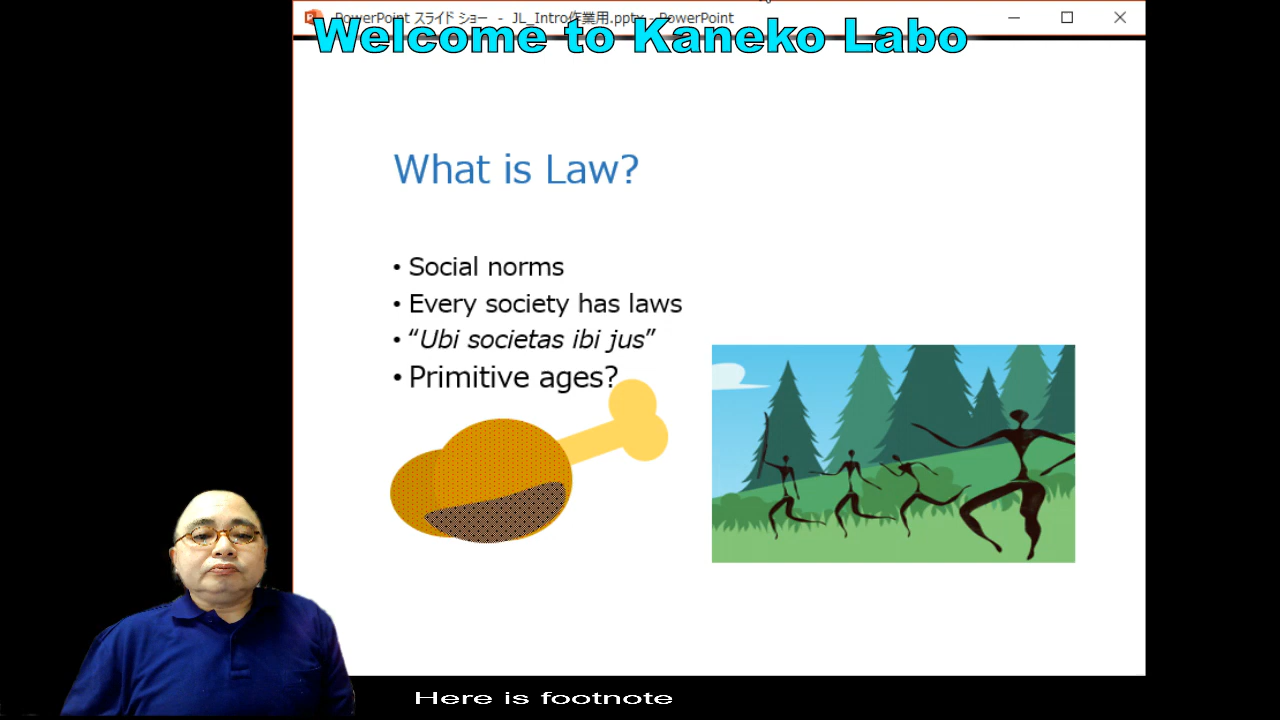 PowerPoint スライド ショー - JL_Intro作業用.pptx - PowerPoint
Welcome to Kaneko Labo
What is Law?
• Social norms
• Every society has laws
• “Ubi societas ibi jus”
• Primitive ages?
Here is footnote